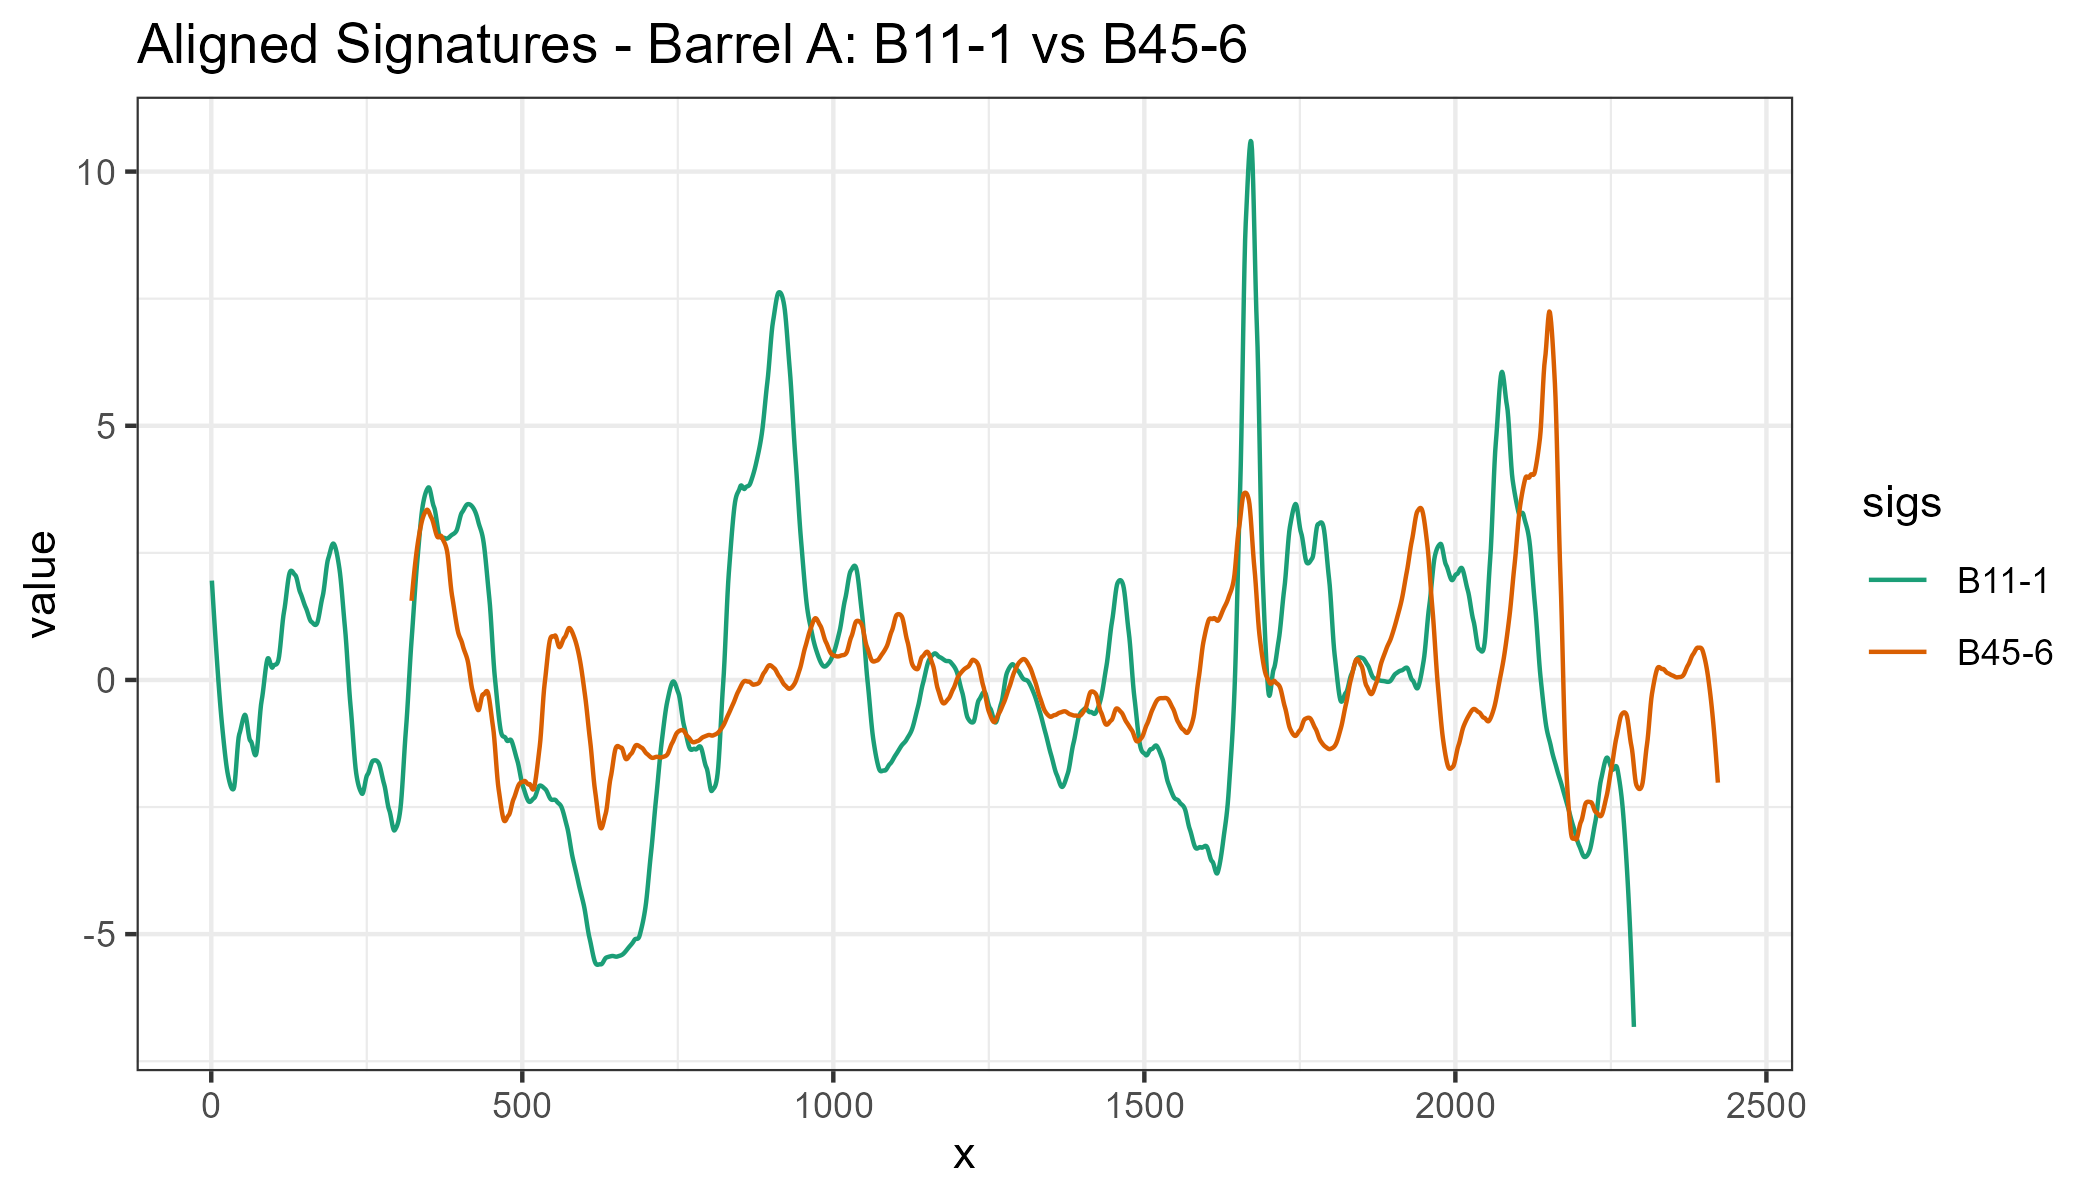 Aligned Signatures - Barrel A: B11-1 vs B45-6
10
5
0
-5
value
0 500 1000 1500 2000 2500
x
sigs
B11-1
B45-6